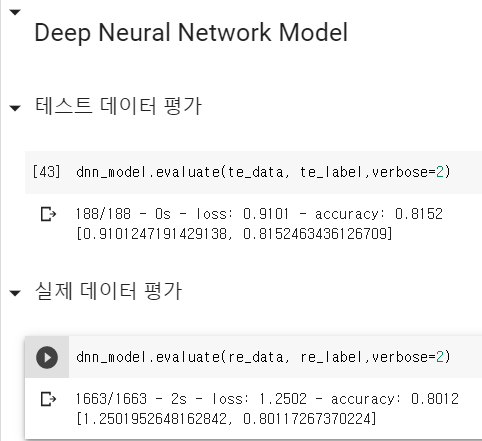 Deep Neural Network Model
테스트 데이터 평가
[43] dnn_model.evaluate(te_data, te_label,verbose=2)
188/188 - 0s - loss: 0.9101 - accuracy: 0.8152
[0.9101247191429138, 0.8152463436126709]
실제 데이터 평가
dnn_model.evaluate(re_data, re_label,verbose=2)
1663/1663 - 2s - loss: 1.2502 - accuracy: 0.8012
[1.2501952648162842, 0.80117267370224]